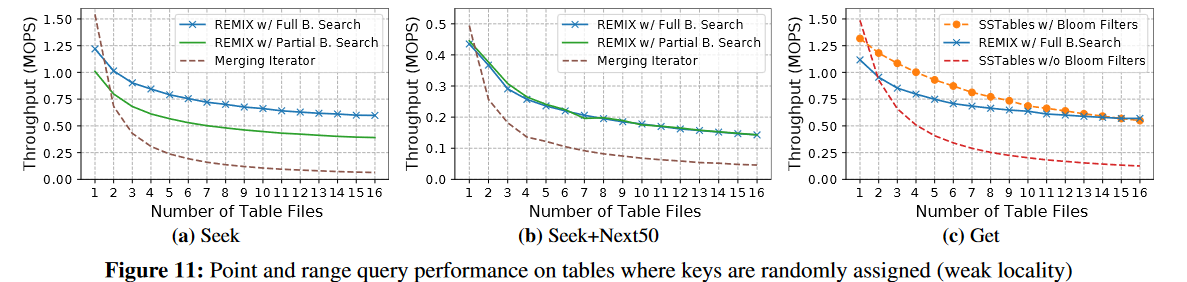 Throughput (MOPS)
1.50
1.25
1.00
0.75
0.50
0.25
0.00
REMIX w/ Full B. Search
REMIX w/ Partial B. Search
Merging Iterator
1 2 3 4 5 6 7 8 9 10 11 12 13 14 15 16
Number of Table Files
(a) Seek
Throughput (MOPS)
0.5
0.4
0.3
0.2
0.1
0.0
REMIX w/ Full B. Search
REMIX w/ Partial B. Search
Merging Iterator
1 2 3 4 5 6 7 8 9 10 11 12 13 14 15 16
Number of Table Files
(b) Seek+Next50
Throughput (MOPS)
1.50
1.25
1.00
0.75
0.50
0.25
0.00
SSTables w/ Bloom Filters
REMIX w/ Full B.Search
SSTables w/o Bloom Filters
1 2 3 4 5 6 7 8 9 10 11 12 13 14 15 16
Number of Table Files
(c) Get
Figure 11: Point and range query performance on tables where keys are randomly assigned (weak locality)